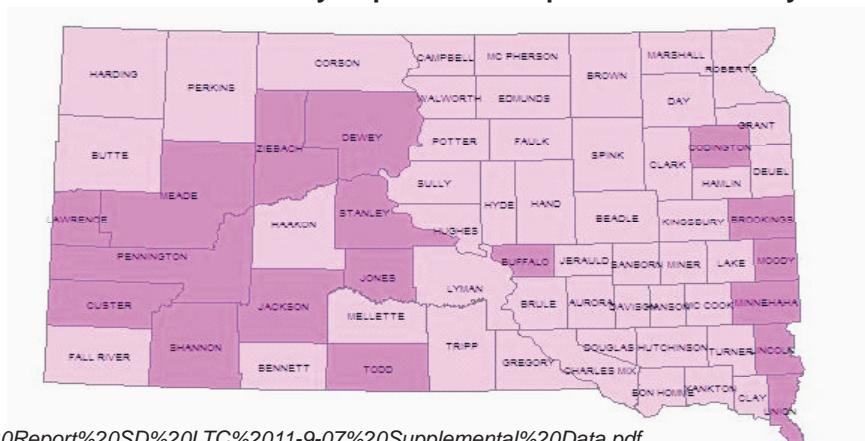 HARDING
PERKINS
CORSON
CAMPBELL
MC PHERSON
BROWN
MARSHALL
ROBERTS
WALWORTH
EDMUNDS
DAY
ZIEBACH
DEWEY
POTTER
FAULK
GRANT
BUTTE
SPINK
CLARK
CODINGTON
MEADE
SULLY
HAMLIN
DEUEL
LAWRENCE
HAAKON
STANLEY
HYDE
HAND
BEADLE
KINGSBURY
BROOKINGS
HUGHES
PENNINGTON
BUFFALO
JERAULD
SANBORN
MINER
LAKE
MOODY
JONES
LYMAN
CUSTER
JACKSON
BRULE
AURORA
DAVISON
HANSON
MC COOK
MINNEHAHA
MELLETTE
FALL RIVER
SHANNON
TRIPP
DOUGLAS
HUTCHINSON
TURNER
LINCOLN
BENNETT
TODD
GREGORY
CHARLES MIX
BON HOMME
YANKTON
CLAY
UNION
0Report%20SD%20LTC%2011-9-07%20Supplemental%20Data.pdf